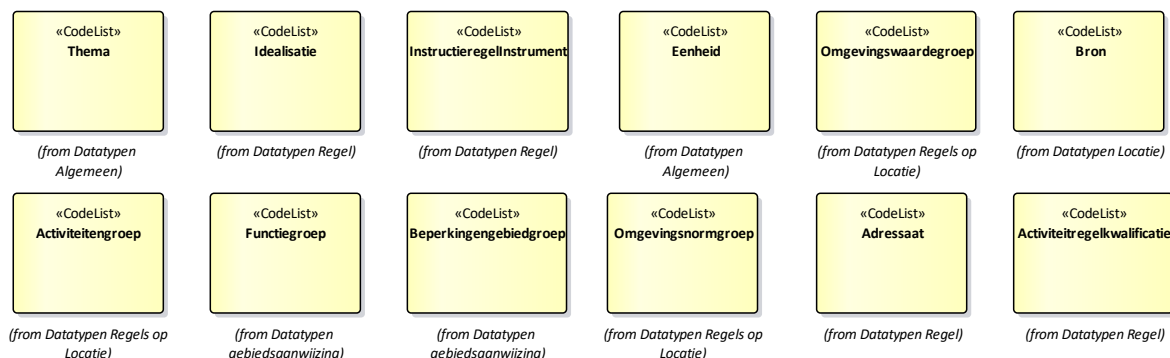 «CodeList»
Thema
(from Datatypen
Algemeen)
«CodeList»
Idealisatie
(from Datatypen Regel)
«CodeList»
InstructieregelInstrument
(from Datatypen Regel)
«CodeList»
Eenheid
(from Datatypen
Algemeen)
«CodeList»
Omgevingswaardegroep
(from Datatypen Regels op
Locatie)
«CodeList»
Bron
(from Datatypen Locatie)
«CodeList»
Activiteitengroep
(from Datatypen Regels op
Locatie)
«CodeList»
Functiegroep
(from Datatypen
gebiedsaanwijzing)
«CodeList»
Beperkingengebiedgroep
(from Datatypen
gebiedsaanwijzing)
«CodeList»
Omgevingsnormgroep
(from Datatypen Regels op
Locatie)
«CodeList»
Adressaat
(from Datatypen Regel)
«CodeList»
Activiteitregelkwalificatie
(from Datatypen Regel)